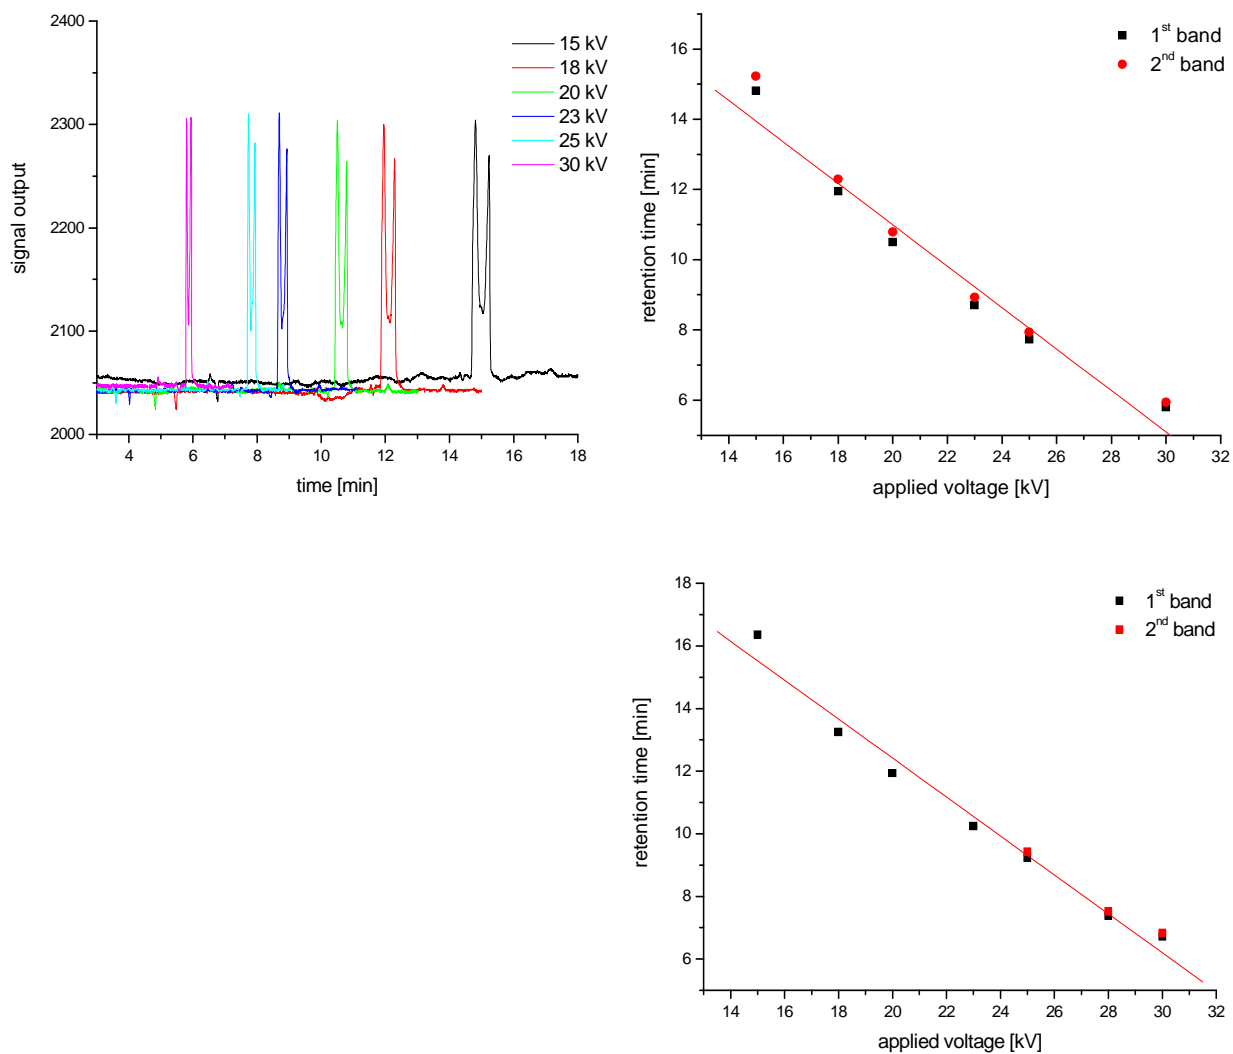 2400
2300
2200
2100
2000
signal output
4
6
8
10
12
14
16
18
time [min]
15 kV
18 kV
20 kV
23 kV
25 kV
30 kV
16
14
12
10
8
6
retention time [min]
14
16
18
20
22
24
26
28
30
32
applied voltage [kV]
1st band
2nd band
18
16
14
12
10
8
6
retention time [min]
14
16
18
20
22
24
26
28
30
32
applied voltage [kV]
1st band
2nd band